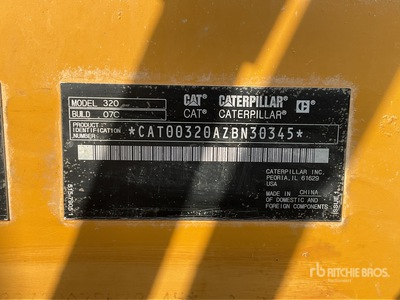 MODEL 320
BUILD 07C
CAT CATERPILLAR® C
CAT® CATERPILLAR®
PRODUCT IDENTIFICATION
*CAT00320AZBN30345*
CATERPILLAR INC.
PEORIA, IL 61629
USA
MADE IN CHINA
OF DOMESTIC AND
FOREIGN COMPONENTS
rb RITCHIE BROS.